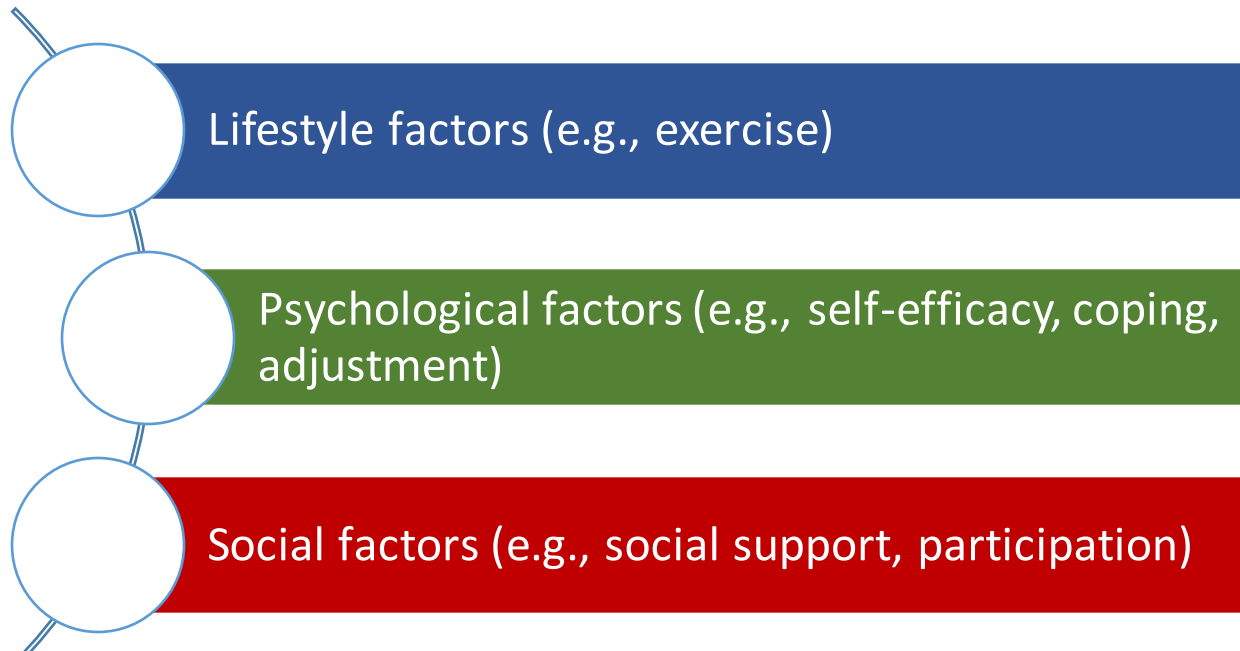 Lifestyle factors (e.g., exercise)
Psychological factors (e.g., self-efficacy, coping,
adjustment)
Social factors (e.g., social support, participation)